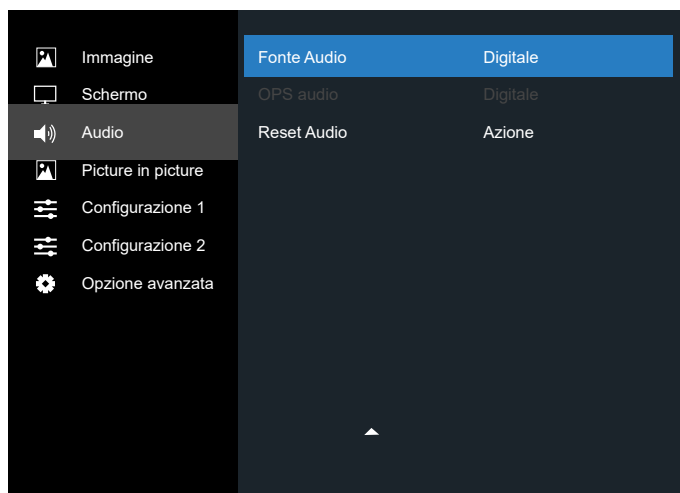 Immagine
Schermo
Audio
Picture in picture
Configurazione 1
Configurazione 2
Opzione avanzata
Fonte Audio Digitale
OPS audio Digitale
Reset Audio Azione